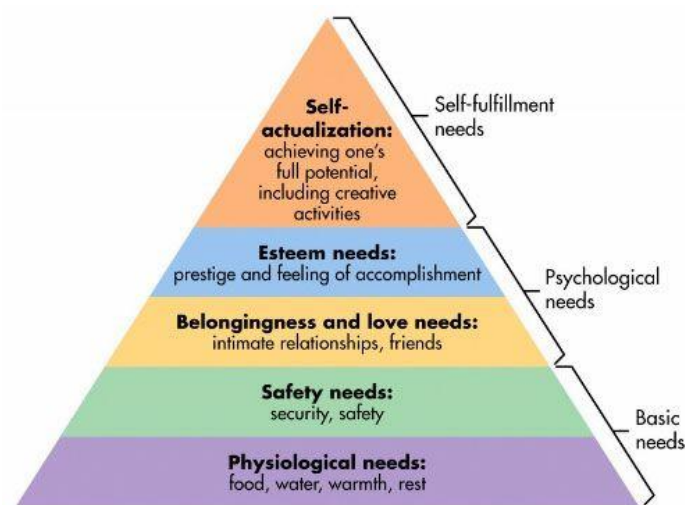 Self-
actualization:
achieving one's
full potential,
including creative
activities
Self-fulfillment
needs
Esteem needs:
prestige and feeling of accomplishment
Belongingness and love needs:
intimate relationships, friends
Psychological
needs
Safety needs:
security, safety
Physiological needs:
food, water, warmth, rest
Basic
needs